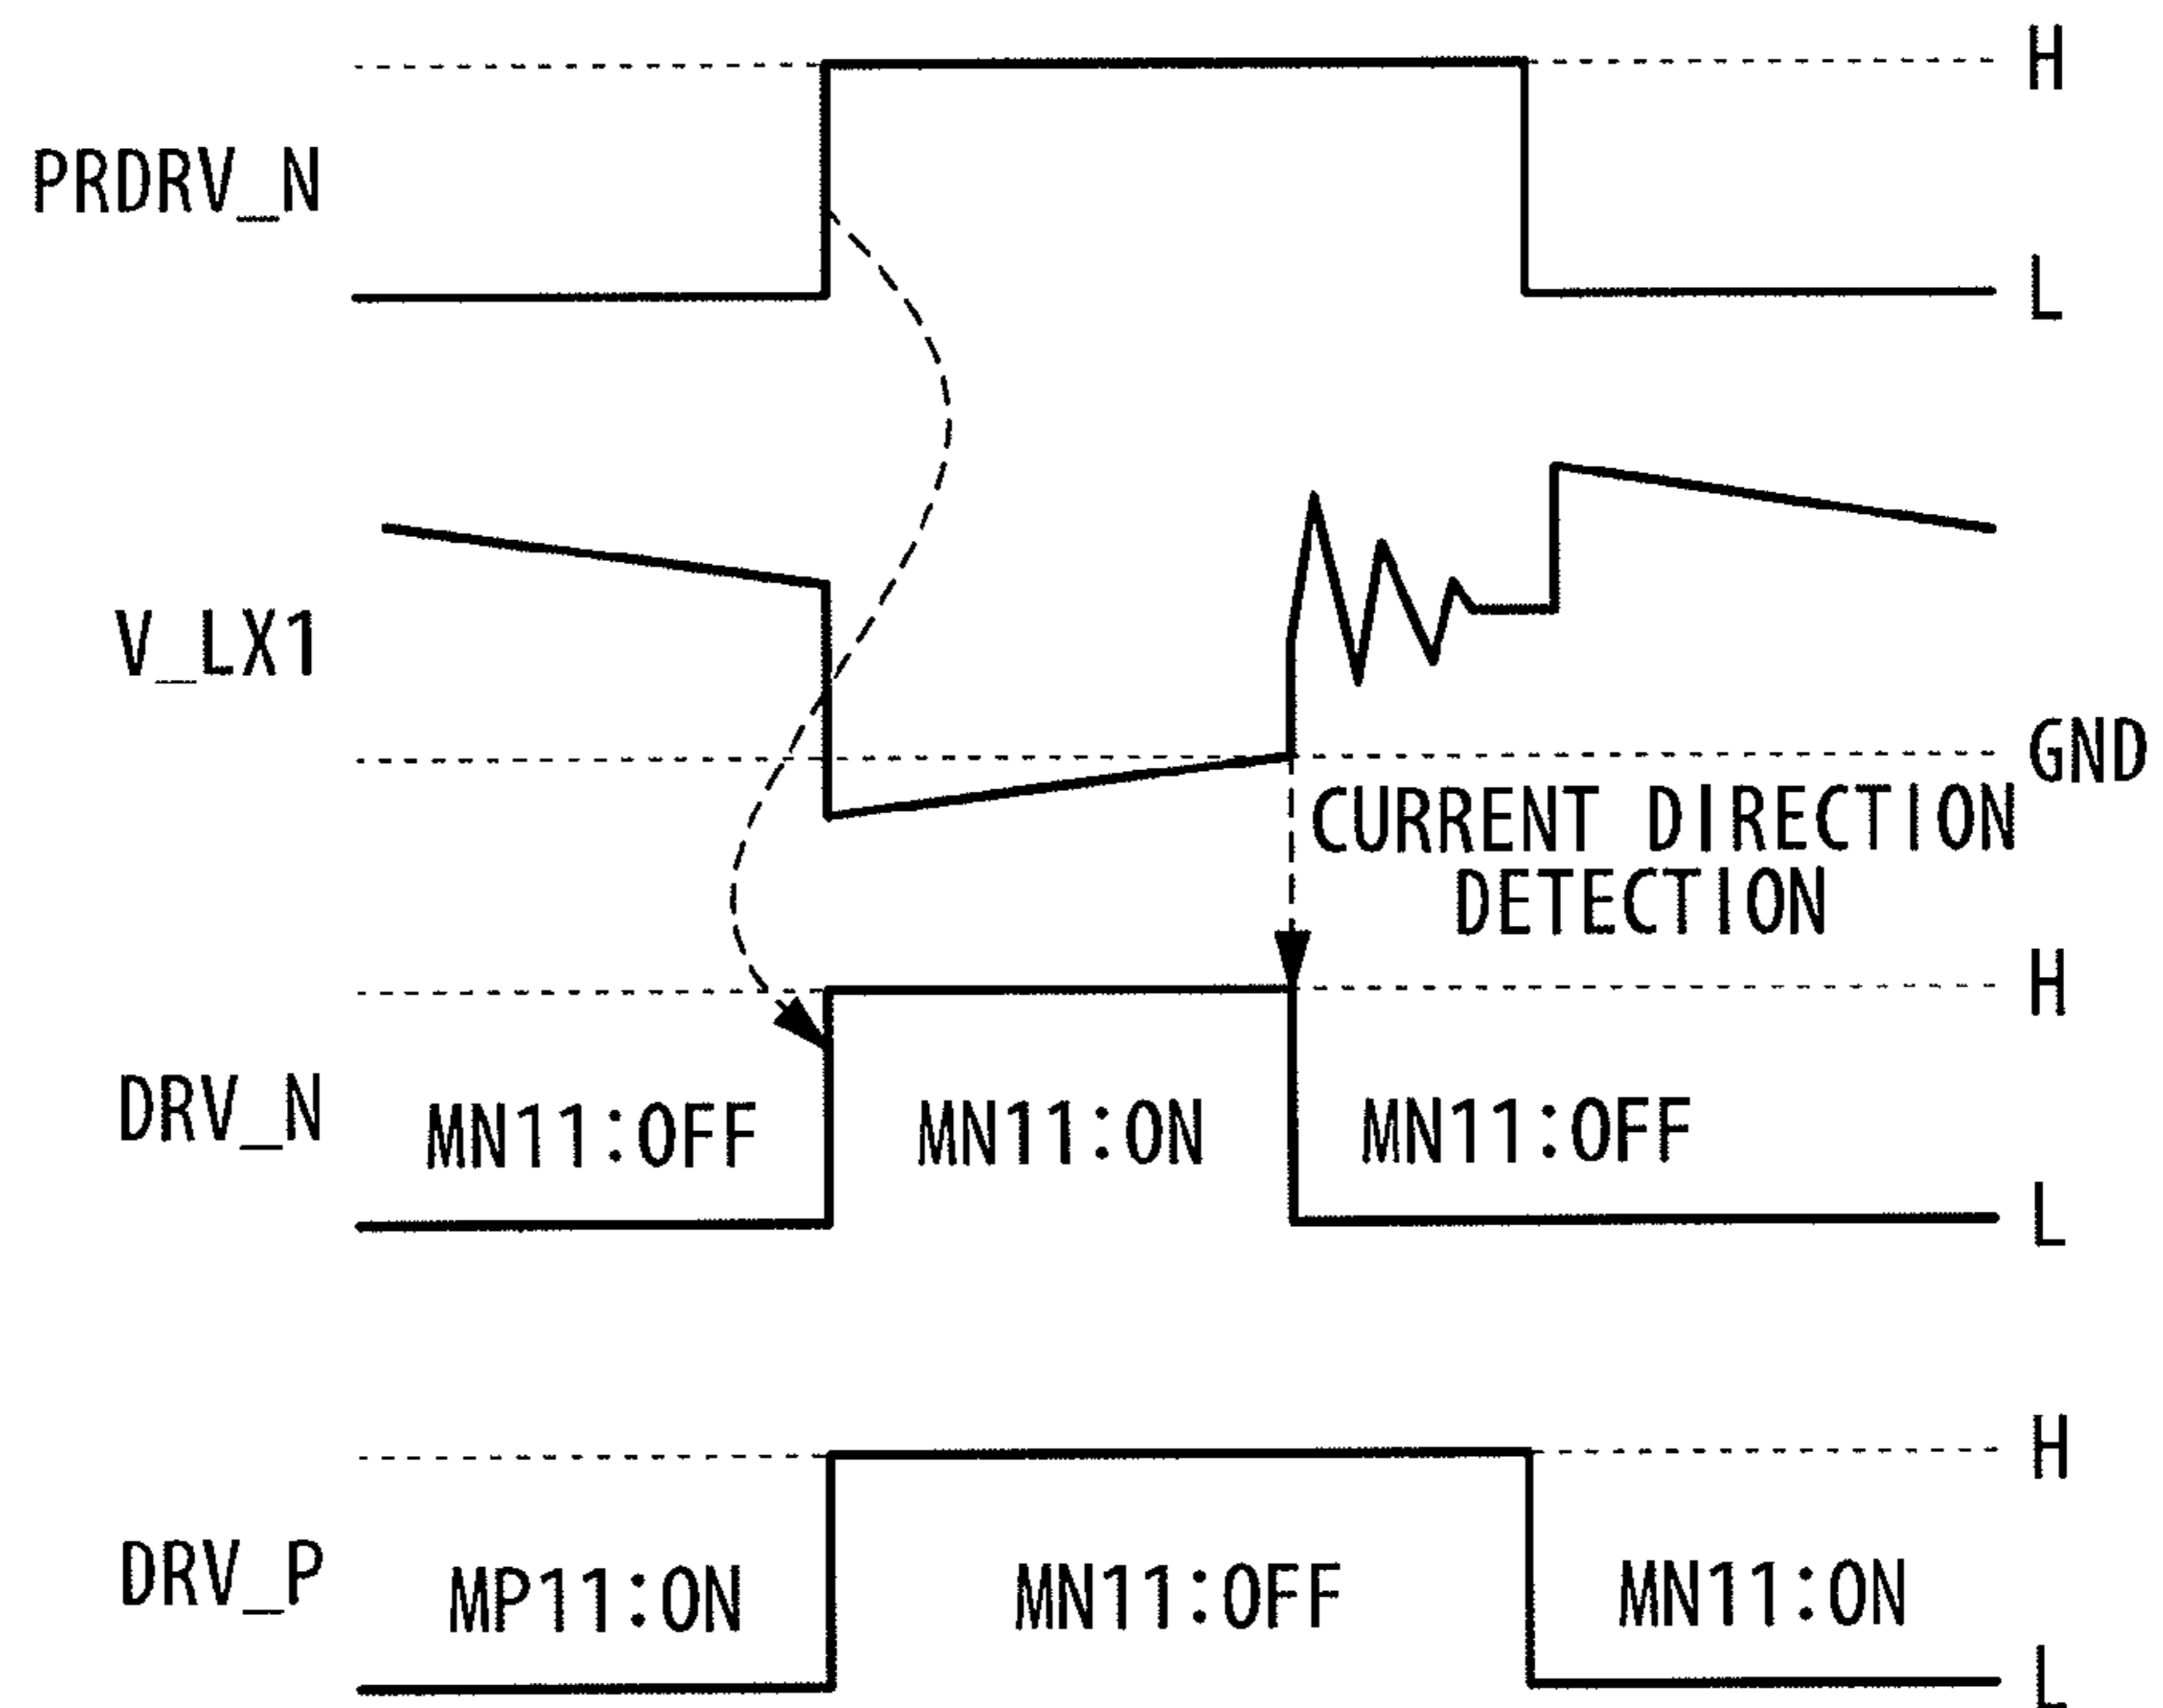 H
PRDRV_N
L
V_LX1
GND
CURRENT DIRECTION
DETECTION
H
DRV_N
MN11:OFF MN11:ON MN11:OFF
L
H
DRV_P
MP11:ON MN11:OFF MN11:ON
L